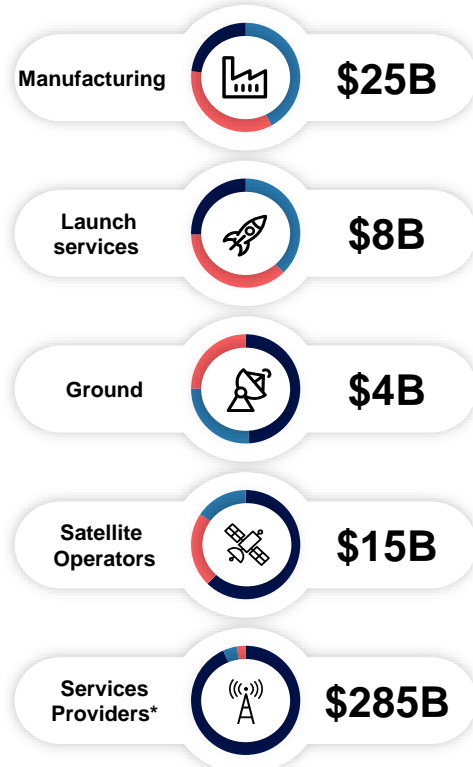 Manufacturing
$25B
Launch
services
$8B
Ground
$4B
Satellite
Operators
$15B
Services
Providers*
$285B